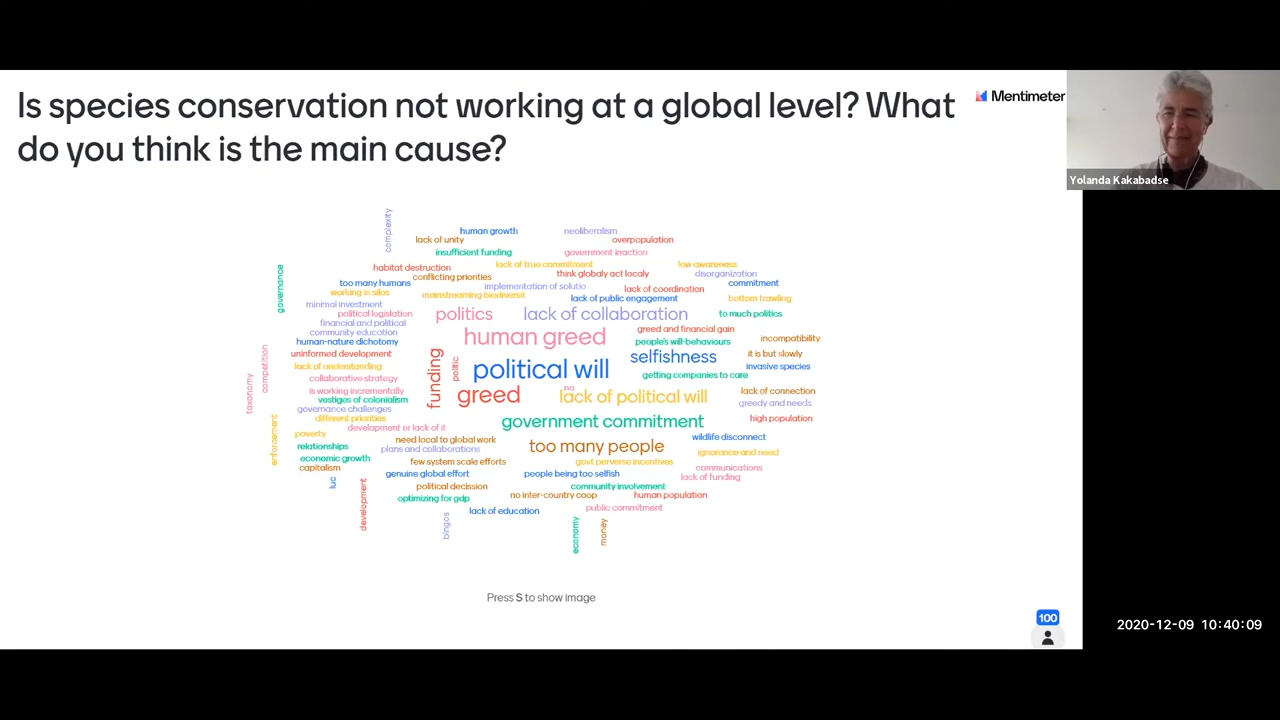 Is species conservation not working at a global level? What
do you think is the main cause?
Mentimeter
Yolanda Kakabadse
complexity
human growth
neoliberalism
lack of unity
overpopulation
insufficient funding
government inaction
governance
habitat destruction
lack of true commitment
low awareness
conflicting priorities
think globaly act localy
disorganization
too many humans
implementation of solutio
lack of coordination
commitment
working in silos
mainstreaming biodiversit
lack of public engagement
bottom trawling
minimal investment
political legislation
politics
lack of collaboration
to much politics
financial and political
community education
human greed
greed and financial gain
human-nature dichotomy
people's will-behaviours
incompatibility
uninformed development
selfishness
it is but slowly
competition
lack of understanding
funding
politic
political will
invasive species
collaborative strategy
getting companies to care
taxonomy
is working incrementally
greed
no
lack of political will
lack of connection
vestiges of colonialism
greedy and needs
governance challenges
different priorities
government commitment
high population
enforcement
development or lack of it
poverty
need local to global work
too many people
wildlife disconnect
relationships
plans and collaborations
ignorance and need
economic growth
few system scale efforts
govt perverse incentives
communications
capitalism
genuine global effort
people being too selfish
lack of funding
luc
political decission
community involvement
development
optimizing for gdp
no inter-country coop
human population
bingos
lack of education
public commitment
economy
money
Press S to show image
100
2020-12-09 10:40:09